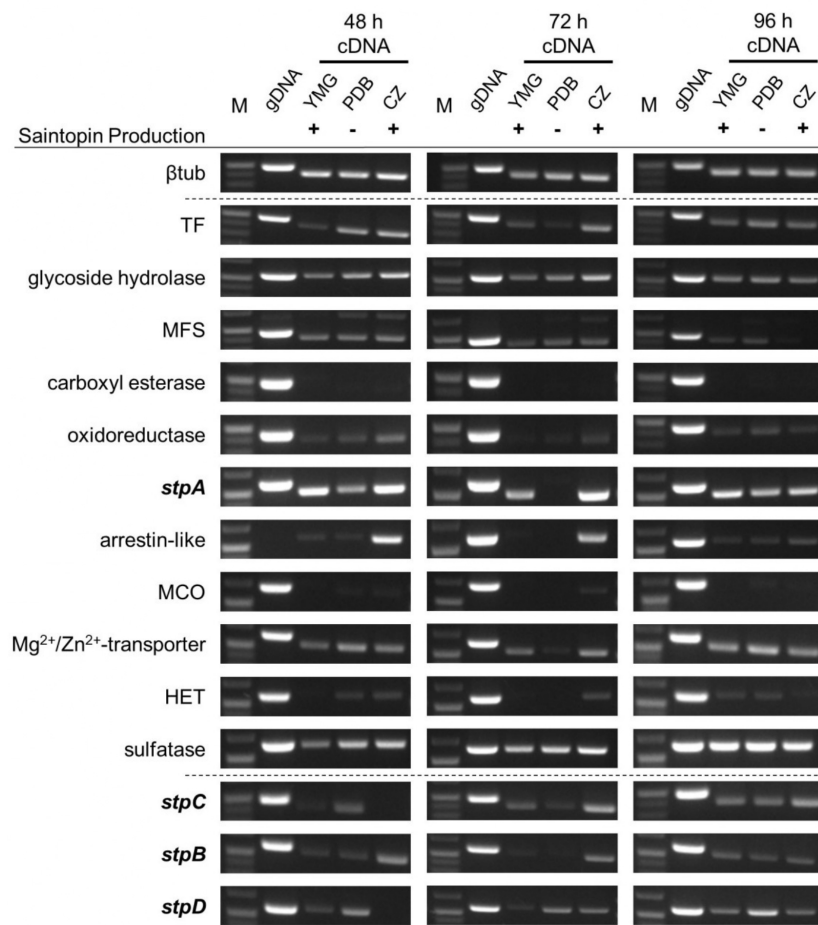 48 h 72 h 96 h
cDNA cDNA cDNA
M gDNA YMG PDB CZ M gDNA YMG PDB CZ M gDNA YMG PDB CZ
Saintopin Production + - + + - + + - +
βtub
TF
glycoside hydrolase
MFS
carboxyl esterase
oxidoreductase
stpA
arrestin-like
MCO
Mg²⁺/Zn²⁺-transporter
HET
sulfatase
stpC
stpB
stpD